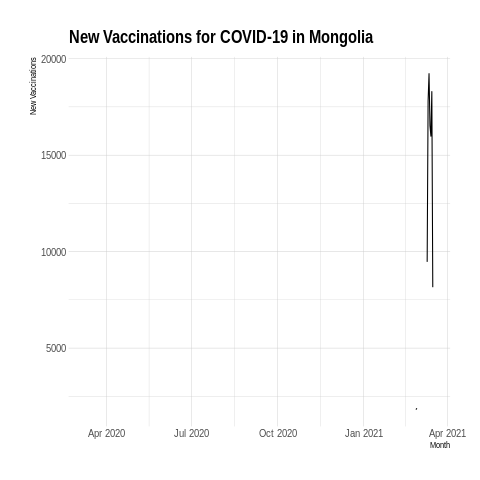 New Vaccinations for COVID-19 in Mongolia
New Vaccinations
20000
15000
10000
5000
Apr 2020 Jul 2020 Oct 2020 Jan 2021 Apr 2021
Month